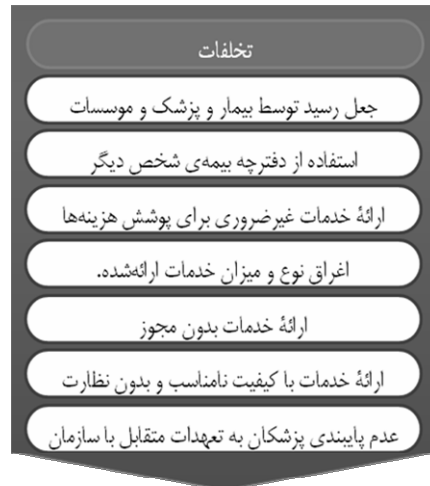 تخلفات
جعل رسید توسط بیمار و پزشک و موسسات
استفاده از دفترچه بیمه‌ی شخص دیگر
ارائهٔ خدمات غیرضروری برای پوشش هزینه‌ها
اغراق نوع و میزان خدمات ارائه‌شده.
ارائهٔ خدمات بدون مجوز
ارائهٔ خدمات با کیفیت نامناسب و بدون نظارت
عدم پایبندی پزشکان به تعهدات متقابل با سازمان